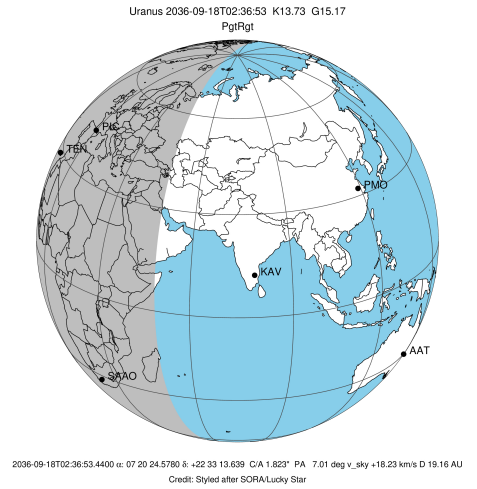 Uranus 2036-09-18T02:36:53 K13.73 G15.17
PgtRgt
PIC
TEN
PMO
KAV
AAT
SAAO
2036-09-18T02:36:53.4400 α: 07 20 24.5780 δ: +22 33 13.639 C/A 1.823" PA 7.01 deg v_sky +18.23 km/s D 19.16 AU
Credit: Styled after SORA/Lucky Star